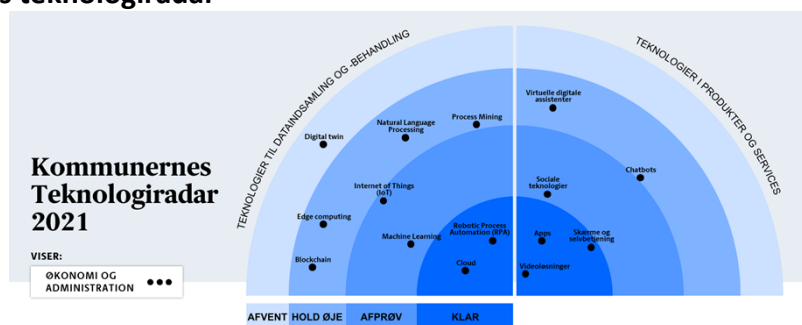 s teknologiradar
TEKNOLOGIER TIL DATAINDSAMLING OG -BEHANDLING
TEKNOLOGIER I PRODUKTER OG SERVICES
Kommunernes
Teknologiradar
2021
VISER:
ØKONOMI OG
ADMINISTRATION
Digital twin
Natural Language
Processing
Process Mining
Internet of Things
(IoT)
Edge computing
Machine Learning
Robotic Process
Automation (RPA)
Blockchain
Cloud
Virtuelle digitale
assistenter
Chatbots
Sociale
teknologier
Apps
Skærme og
selvbetjening
Videoløsninger
AFVENT
HOLD ØJE
AFPRØV
KLAR